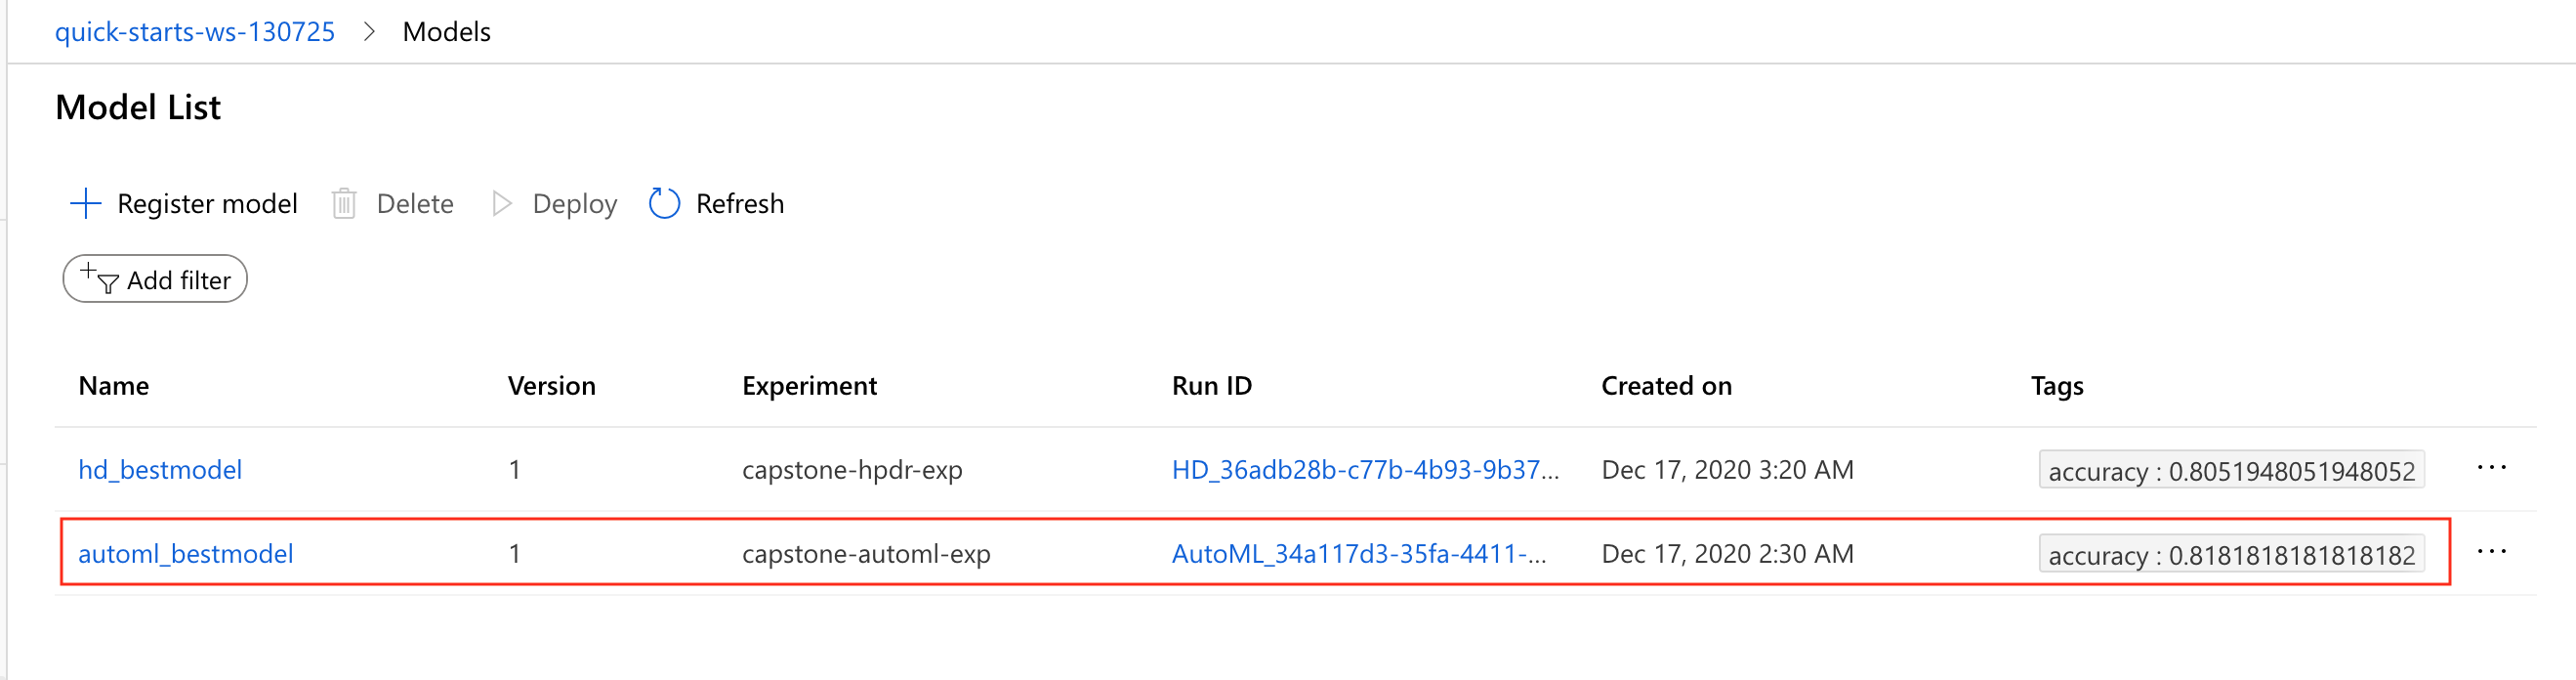 quick-starts-ws-130725 > Models
Model List
Register model Delete Deploy Refresh
Add filter
Name Version Experiment Run ID Created on Tags
hd_bestmodel 1 capstone-hpdr-exp HD_36adb28b-c77b-4b93-9b37... Dec 17, 2020 3:20 AM accuracy : 0.8051948051948052 ...
automl_bestmodel 1 capstone-automl-exp AutoML_34a117d3-35fa-4411-... Dec 17, 2020 2:30 AM accuracy : 0.8181818181818182 ...